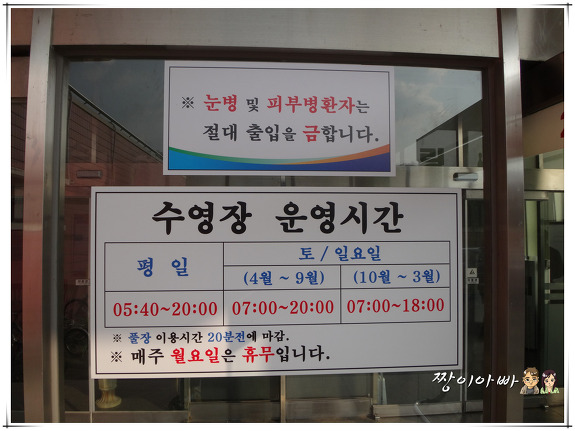 ※ 눈병 및 피부병환자는
절대 출입을 금합니다.
수영장 운영시간
평 일
토 / 일요일
(4월 ~ 9월) (10월 ~ 3월)
05:40~20:00 07:00~20:00 07:00~18:00
※ 풀장 이용시간 20분전에 마감.
※ 매주 월요일은 휴무입니다.
짱이아빠